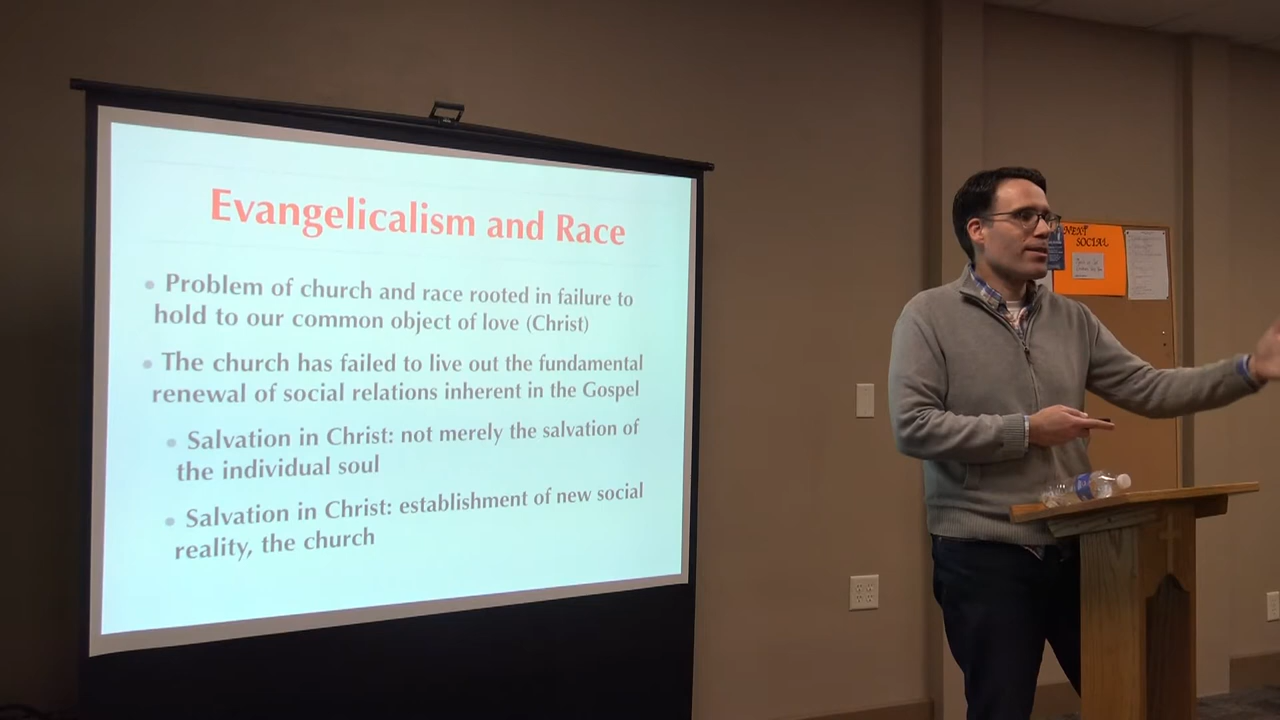 Evangelicalism and Race
• Problem of church and race rooted in failure to
hold to our common object of love (Christ)
• The church has failed to live out the fundamental
renewal of social relations inherent in the Gospel
• Salvation in Christ: not merely the salvation of
the individual soul
• Salvation in Christ: establishment of new social
reality, the church
NEXT
SOCIAL